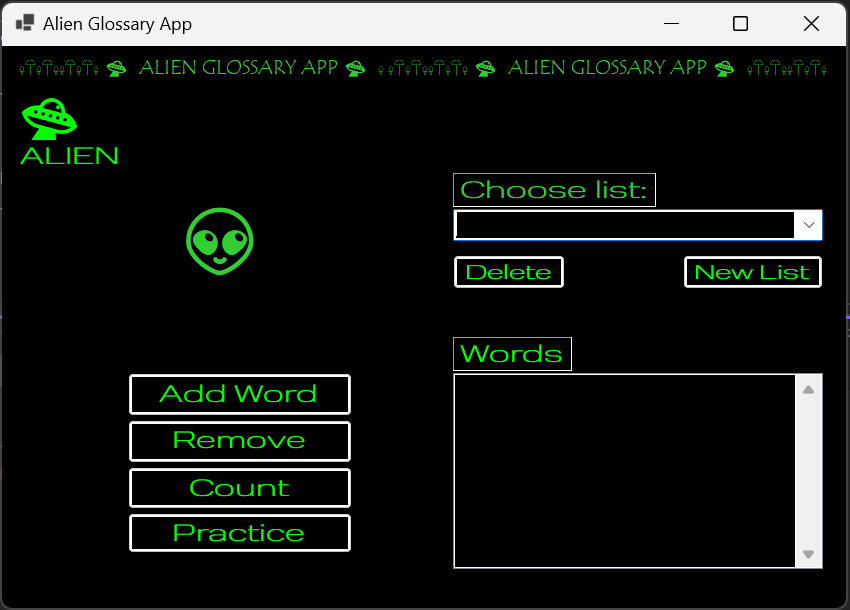 Alien Glossary App
ALIEN GLOSSARY APP ALIEN GLOSSARY APP
ALIEN
Choose list:
Delete New List
Words
Add Word
Remove
Count
Practice